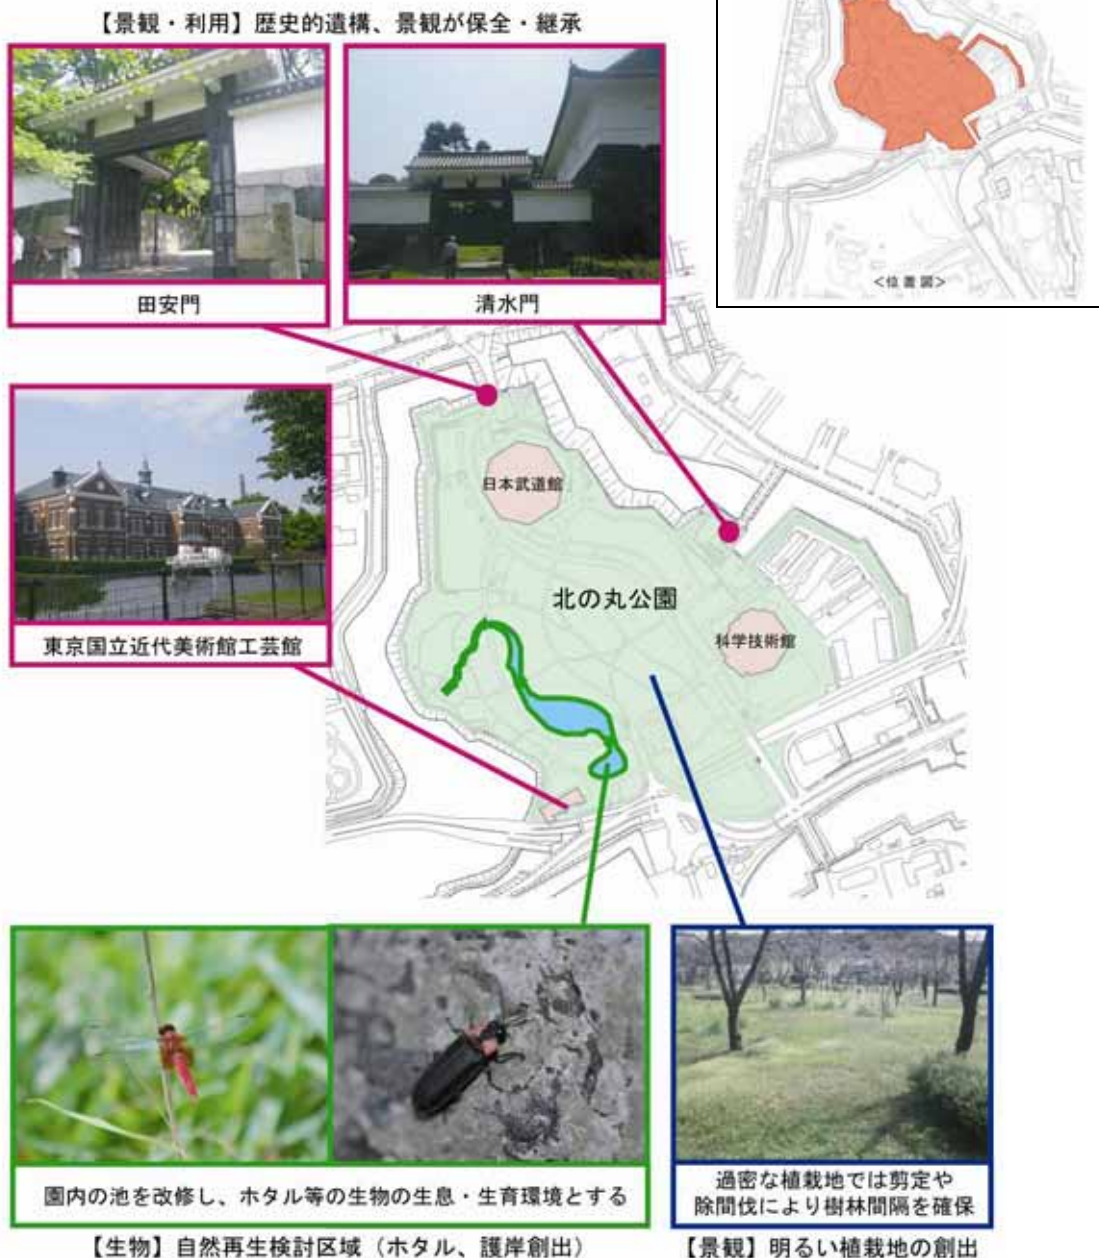 【景観・利用】歴史的遺構、景観が保全・継承
<位置図>
田安門
清水門
日本武道館
東京国立近代美術館工芸館
北の丸公園
科学技術館
園内の池を改修し、ホタル等の生物の生息・生育環境とする
過密な植栽地では剪定や
除間伐により樹林間隔を確保
【生物】自然再生検討区域（ホタル、護岸創出）
【景観】明るい植栽地の創出